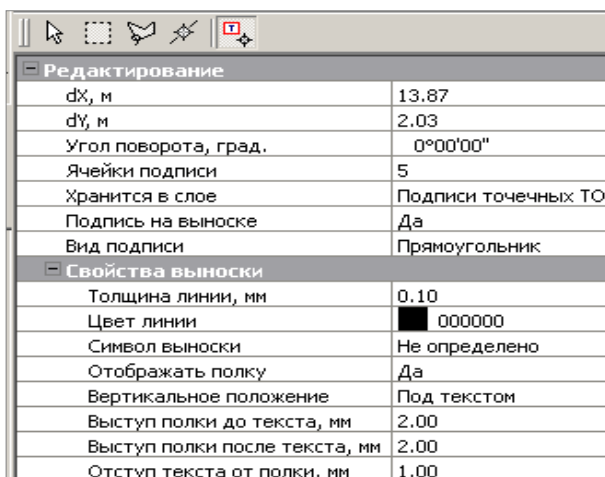 T
Редактирование
dX, м 13.87
dY, м 2.03
Угол поворота, град. 0°00'00"
Ячейки подписи 5
Хранится в слое Подписи точечных ТО
Подпись на выноске Да
Вид подписи Прямоугольник
Свойства выноски
Толщина линии, мм 0.10
Цвет линии 000000
Символ выноски Не определено
Отображать полку Да
Вертикальное положение Под текстом
Выступ полки до текста, мм 2.00
Выступ полки после текста, мм 2.00
Отступ текста от полки, мм 1.00